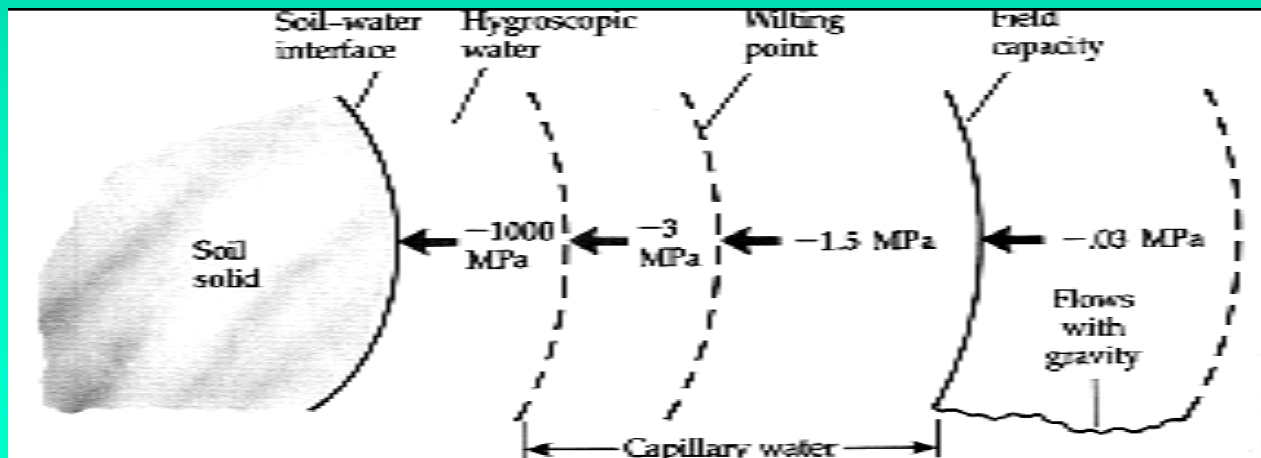 Soil–water
interface
Hygroscopic
water
Wilting
point
Field
capacity
Soil
solid
−1000
MPa
−3
MPa
−1.5 MPa
−.03 MPa
Flows
with
gravity
Capillary water